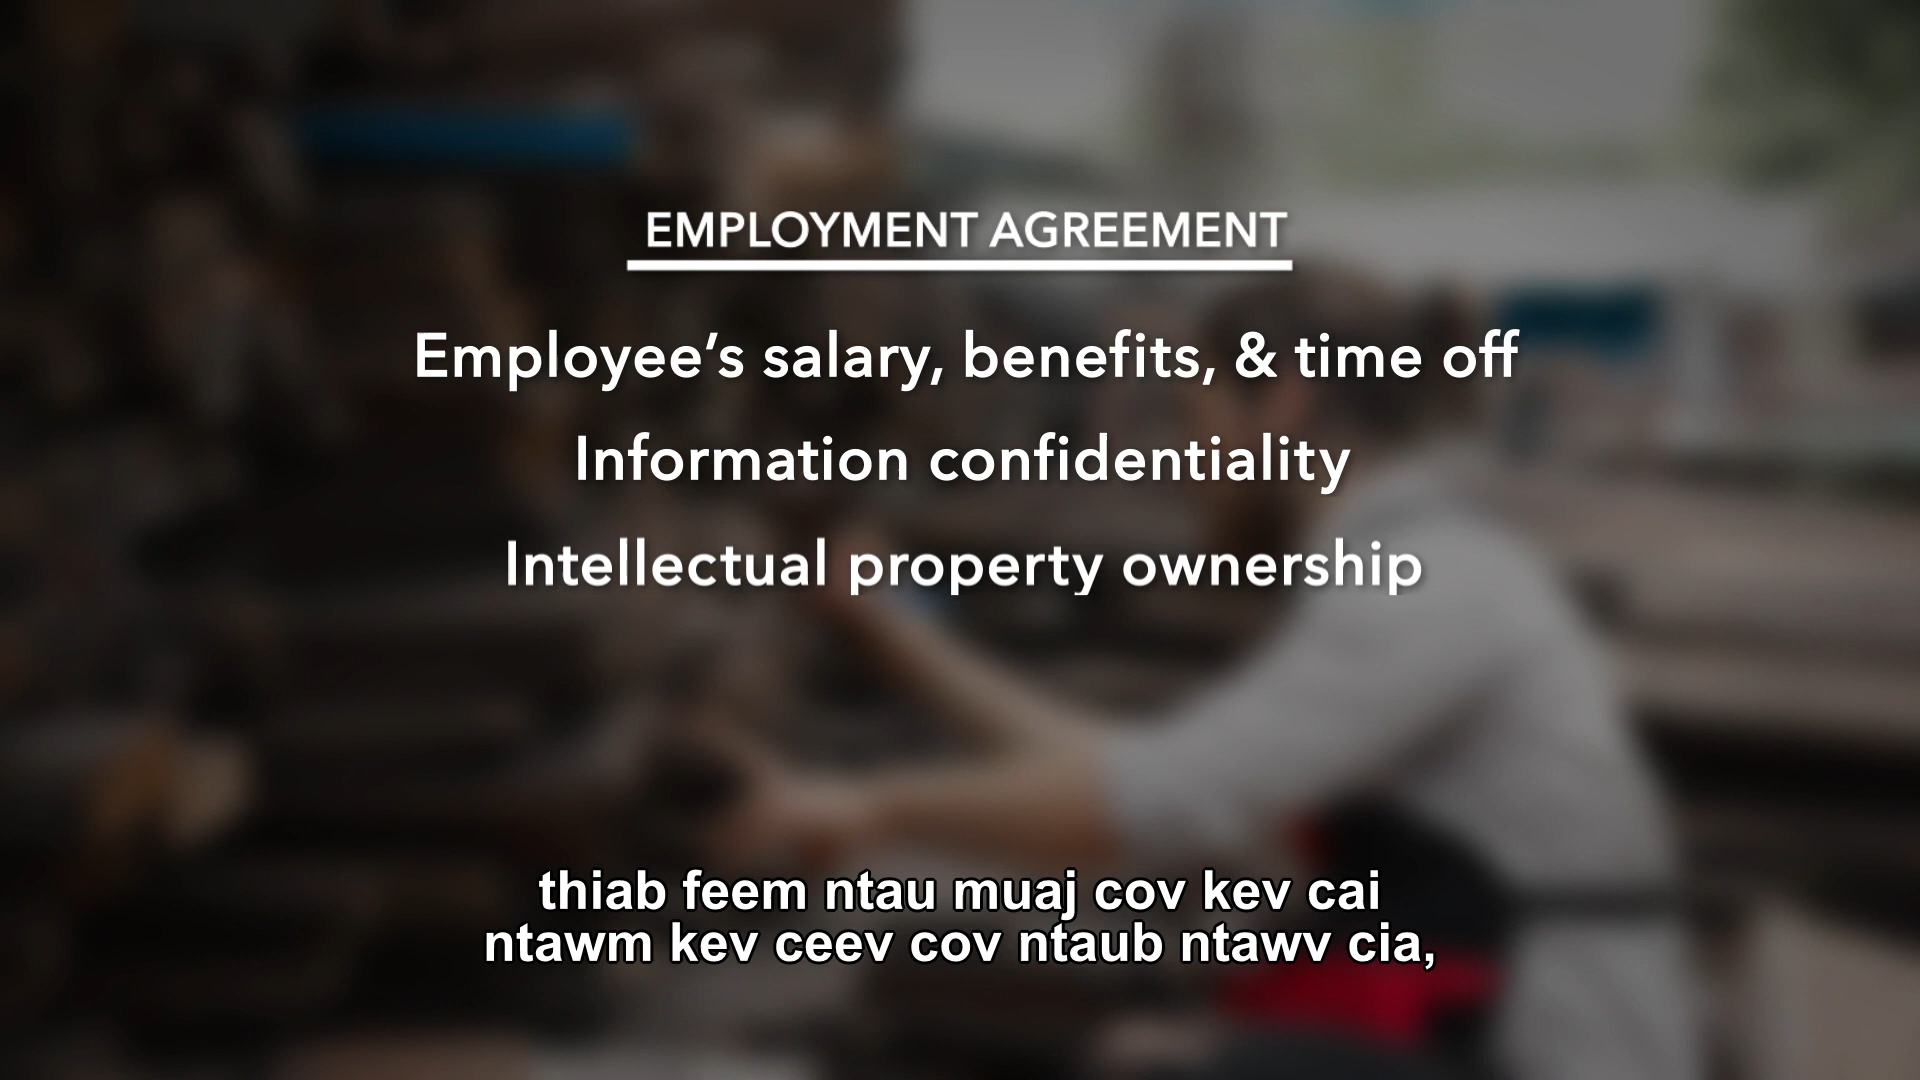 EMPLOYMENT AGREEMENT
Employee’s salary, benefits, & time off
Information confidentiality
Intellectual property ownership
thiab feem ntau muaj cov kev cai
ntawm kev ceev cov ntaub ntawv cia,